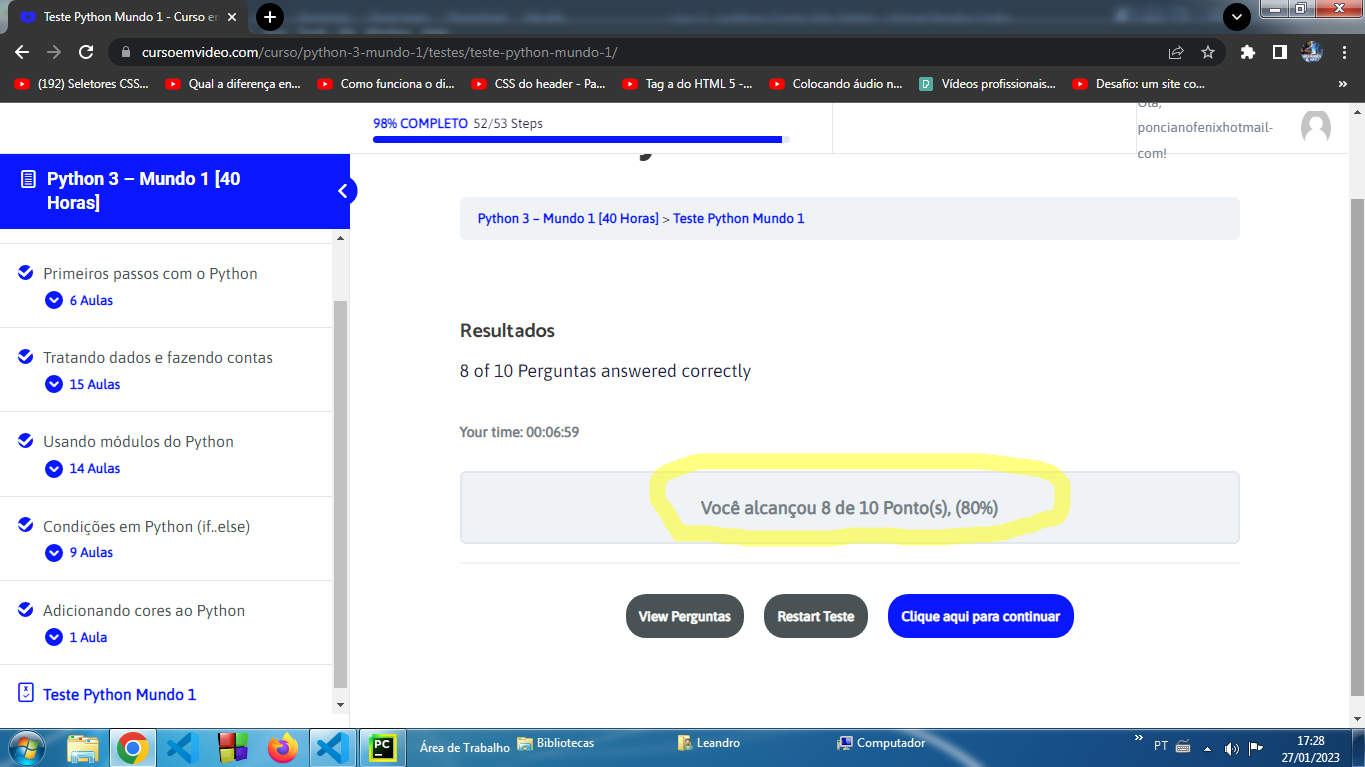 Teste Python Mundo 1 - Curso er
cursoemvideo.com/curso/python-3-mundo-1/testes/teste-python-mundo-1/
(192) Seletores CSS... Qual a diferença en... Como funciona o di... CSS do header - Pa... Tag a do HTML 5 -... Colocando áudio n... Vídeos profissionais... Desafio: um site co... »
98% COMPLETO 52/53 Steps
Olá,
poncianofenixhotmail-
com!
Python 3 – Mundo 1 [40
Horas]
Primeiros passos com o Python
6 Aulas
Tratando dados e fazendo contas
15 Aulas
Usando módulos do Python
14 Aulas
Condições em Python (if..else)
9 Aulas
Adicionando cores ao Python
1 Aula
Teste Python Mundo 1
Python 3 – Mundo 1 [40 Horas] > Teste Python Mundo 1
Resultados
8 of 10 Perguntas answered correctly
Your time: 00:06:59
Você alcançou 8 de 10 Ponto(s), (80%)
View Perguntas Restart Teste Clique aqui para continuar
PC Área de Trabalho Bibliotecas Leandro Computador » PT
17:28
27/01/2023